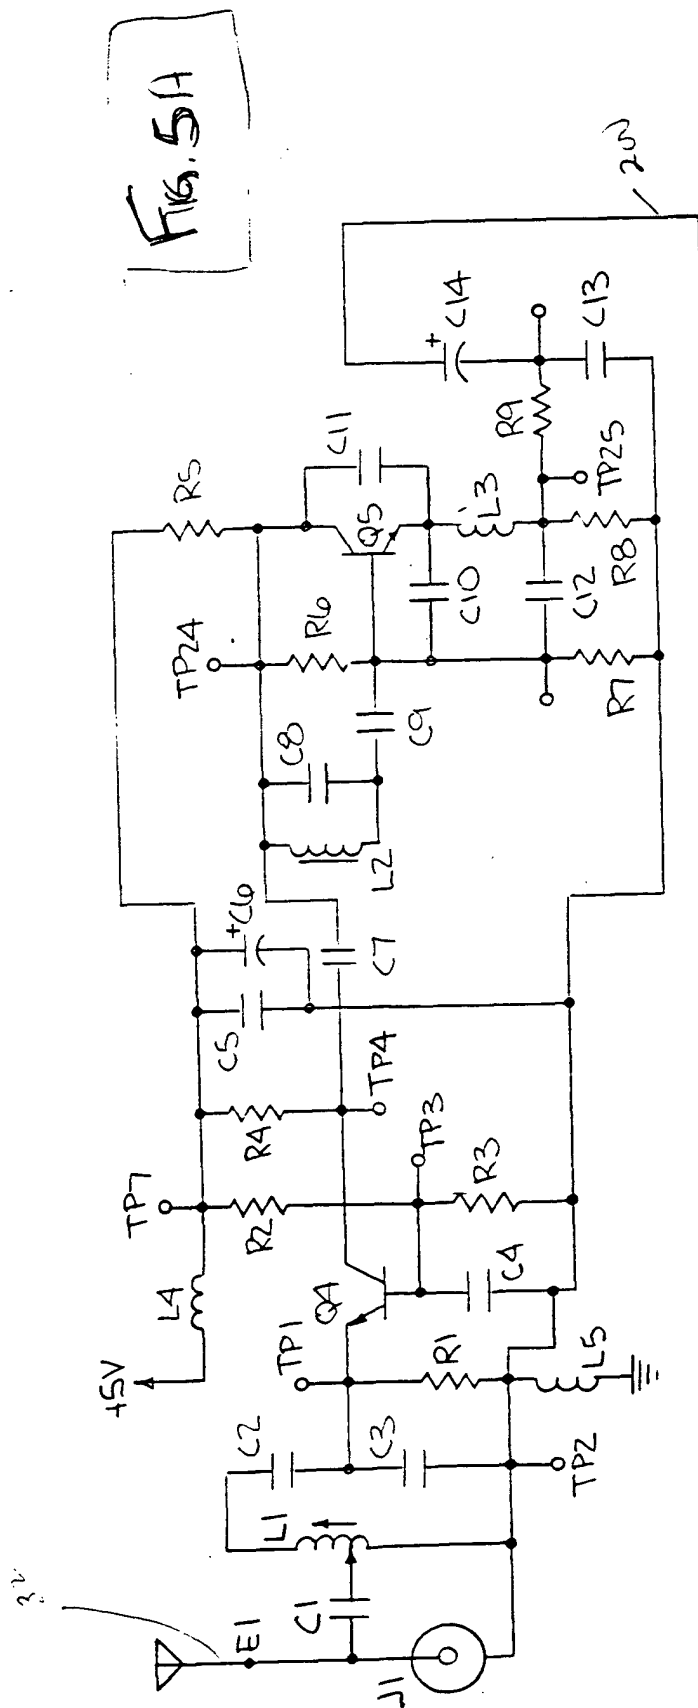 FIG. 5A
+5V
L4
TP7
R2
R4
C5
+
C6
R5
TP24
C8
L2
C9
R6
Q5
C11
C10
L3
C7
C12
TP25
R9
+
C14
C13
R7
R8
TP4
TP3
R3
C4
Q4
TP1
R1
L5
C2
C3
TP2
L1
C1
E1
J1